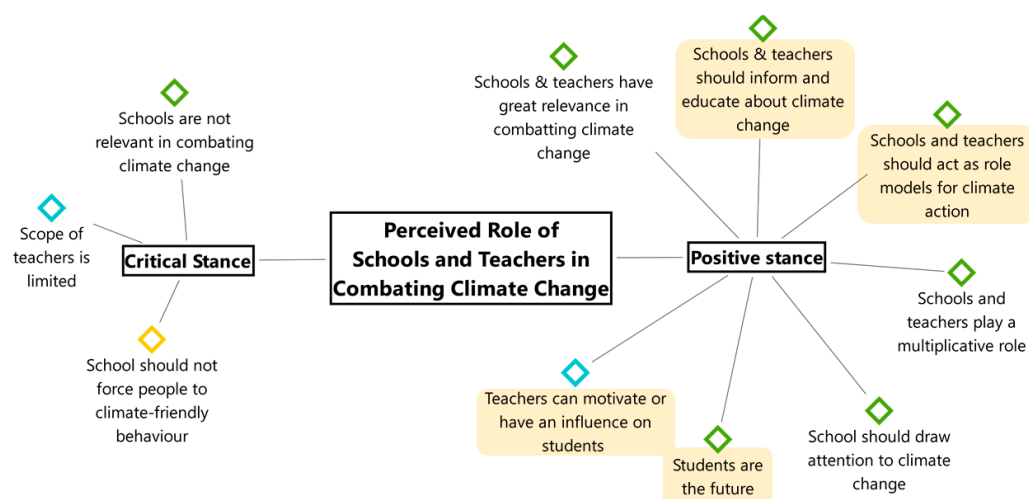 Schools & teachers
should inform and
educate about climate
change
Schools & teachers have
great relevance in
combatting climate
change
Schools are not
relevant in combating
climate change
Schools and teachers
should act as role
models for climate
action
Scope of
teachers is
limited
Critical Stance
Perceived Role of
Schools and Teachers in
Combating Climate Change
Positive stance
Schools and
teachers play a
multiplicative role
School should not
force people to
climate-friendly
behaviour
Teachers can motivate or
have an influence on
students
Students are
the future
School should draw
attention to climate
change